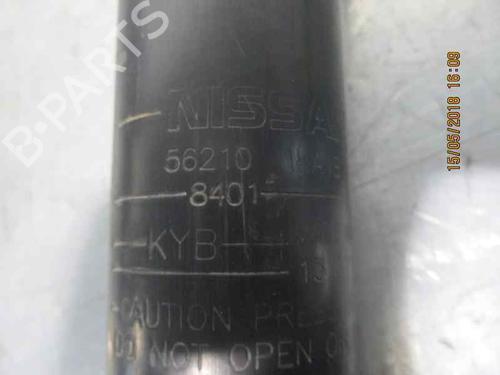 B-PARTS
NISSA
56210
8401
KYB
CAUTION PRE
DO NOT OPEN
15/05/2018 16:09